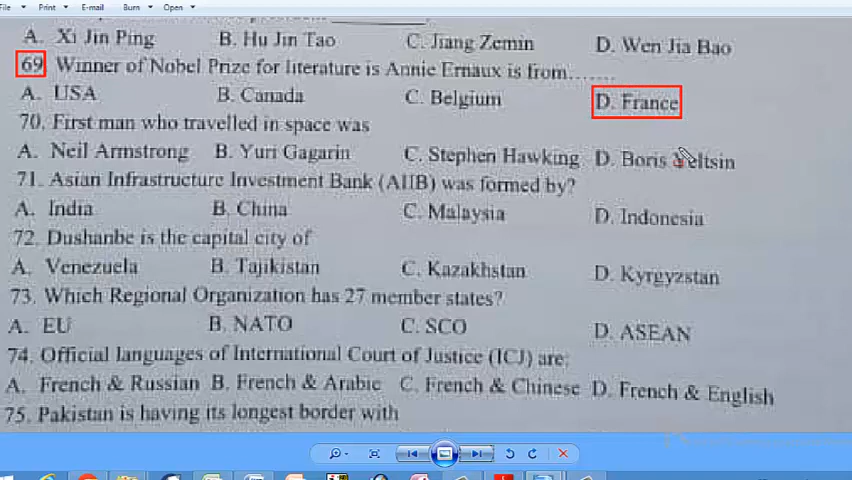 File Print E-mail Burn Open
A. Xi Jin Ping B. Hu Jin Tao C. Jiang Zemin D. Wen Jia Bao
69. Winner of Nobel Prize for literature is Annie Ernaux is from.......
A. USA B. Canada C. Belgium D. France
70. First man who travelled in space was
A. Neil Armstrong B. Yuri Gagarin C. Stephen Hawking D. Boris Yeltsin
71. Asian Infrastructure Investment Bank (AIIB) was formed by?
A. India B. China C. Malaysia D. Indonesia
72. Dushanbe is the capital city of
A. Venezuela B. Tajikistan C. Kazakhstan D. Kyrgyzstan
73. Which Regional Organization has 27 member states?
A. EU B. NATO C. SCO D. ASEAN
74. Official languages of International Court of Justice (ICJ) are:
A. French & Russian B. French & Arabic C. French & Chinese D. French & English
75. Pakistan is having its longest border with